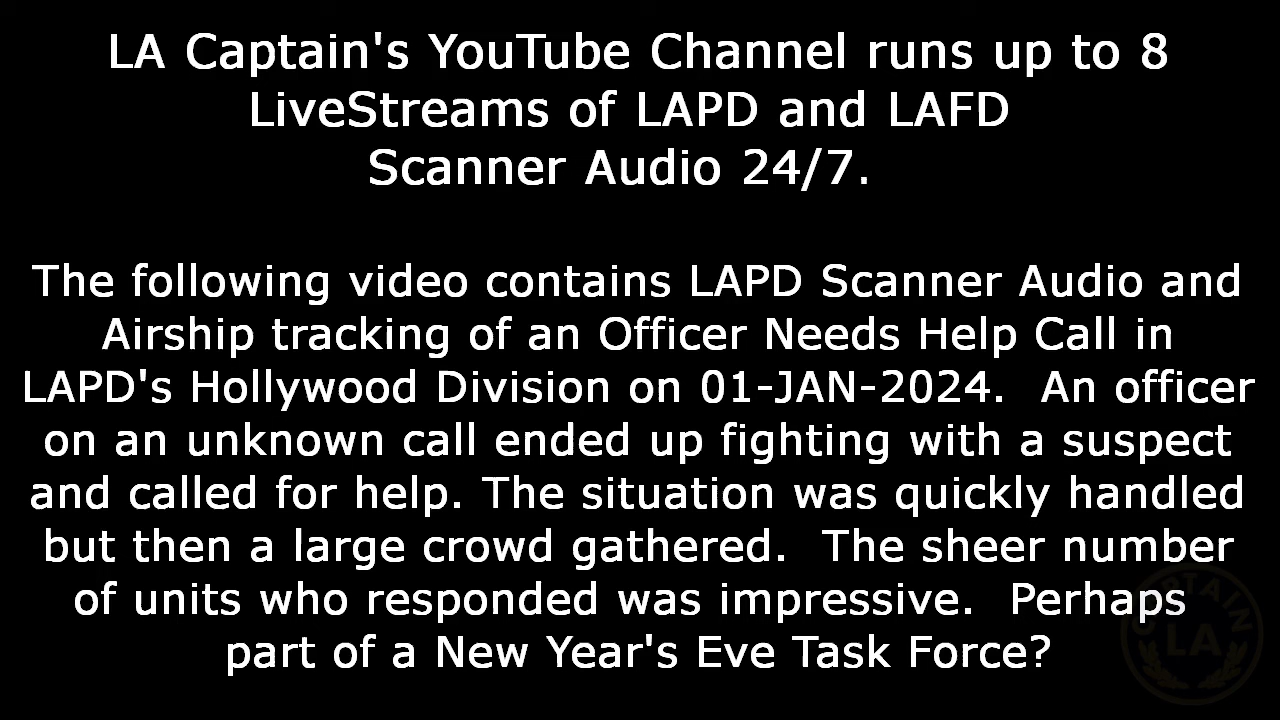 LA Captain's YouTube Channel runs up to 8
LiveStreams of LAPD and LAFD
Scanner Audio 24/7.
The following video contains LAPD Scanner Audio and
Airship tracking of an Officer Needs Help Call in
LAPD's Hollywood Division on 01-JAN-2024.  An officer
on an unknown call ended up fighting with a suspect
and called for help. The situation was quickly handled
but then a large crowd gathered.  The sheer number
of units who responded was impressive.  Perhaps
part of a New Year's Eve Task Force?
CAPTAIN
LA